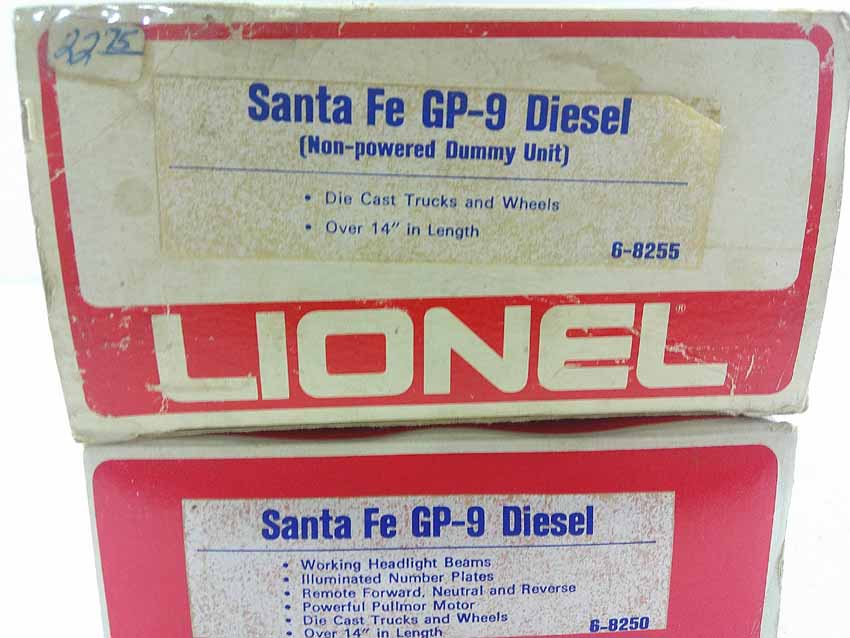 2275
Santa Fe GP-9 Diesel
(Non-powered Dummy Unit)
• Die Cast Trucks and Wheels
• Over 14" in Length
6-8255
LIONEL®
Santa Fe GP-9 Diesel
• Working Headlight Beams
• Illuminated Number Plates
• Remote Forward, Neutral and Reverse
• Powerful Pullmor Motor
• Die Cast Trucks and Wheels
• Over 14" in Length
6-8250